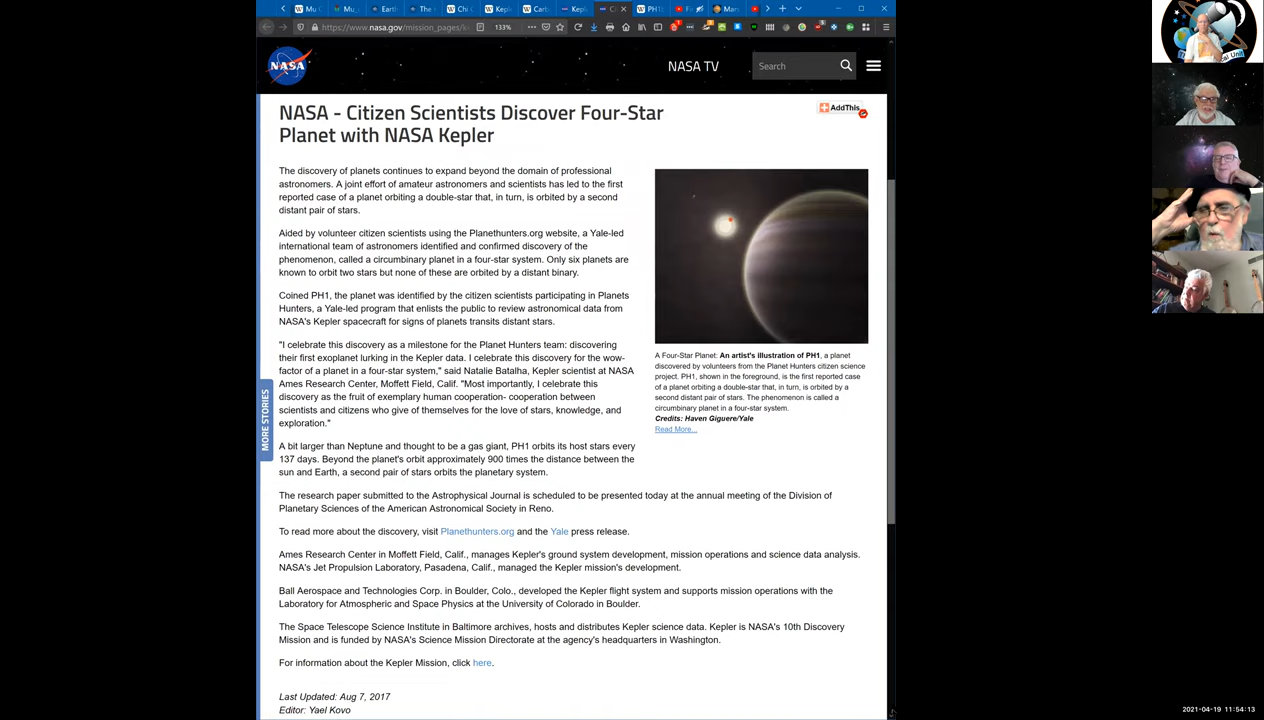 Mu C
Mu_
Eart
The
Chi C
Kepl
Carb
Kepl
PH1
Mars
https://www.nasa.gov/mission_pages/k
133%
NASA
NASA TV
Search
NASA - Citizen Scientists Discover Four-Star
Planet with NASA Kepler
AddThis
The discovery of planets continues to expand beyond the domain of professional
astronomers. A joint effort of amateur astronomers and scientists has led to the first
reported case of a planet orbiting a double-star that, in turn, is orbited by a second
distant pair of stars.
Aided by volunteer citizen scientists using the Planethunters.org website, a Yale-led
international team of astronomers identified and confirmed discovery of the
phenomenon, called a circumbinary planet in a four-star system. Only six planets are
known to orbit two stars but none of these are orbited by a distant binary.
Coined PH1, the planet was identified by the citizen scientists participating in Planets
Hunters, a Yale-led program that enlists the public to review astronomical data from
NASA's Kepler spacecraft for signs of planets transits distant stars.
"I celebrate this discovery as a milestone for the Planet Hunters team: discovering
their first exoplanet lurking in the Kepler data. I celebrate this discovery for the wow-
factor of a planet in a four-star system," said Natalie Batalha, Kepler scientist at NASA
Ames Research Center, Moffett Field, Calif. "Most importantly, I celebrate this
discovery as the fruit of exemplary human cooperation- cooperation between
scientists and citizens who give of themselves for the love of stars, knowledge, and
exploration."
A bit larger than Neptune and thought to be a gas giant, PH1 orbits its host stars every
137 days. Beyond the planet's orbit approximately 900 times the distance between the
sun and Earth, a second pair of stars orbits the planetary system.
A Four-Star Planet: An artist's illustration of PH1, a planet
discovered by volunteers from the Planet Hunters citizen science
project. PH1, shown in the foreground, is the first reported case
of a planet orbiting a double-star that, in turn, is orbited by a
second distant pair of stars. The phenomenon is called a
circumbinary planet in a four-star system.
Credits: Haven Giguere/Yale
Read More...
MORE STORIES
The research paper submitted to the Astrophysical Journal is scheduled to be presented today at the annual meeting of the Division of
Planetary Sciences of the American Astronomical Society in Reno.
To read more about the discovery, visit Planethunters.org and the Yale press release.
Ames Research Center in Moffett Field, Calif., manages Kepler's ground system development, mission operations and science data analysis.
NASA's Jet Propulsion Laboratory, Pasadena, Calif., managed the Kepler mission's development.
Ball Aerospace and Technologies Corp. in Boulder, Colo., developed the Kepler flight system and supports mission operations with the
Laboratory for Atmospheric and Space Physics at the University of Colorado in Boulder.
The Space Telescope Science Institute in Baltimore archives, hosts and distributes Kepler science data. Kepler is NASA's 10th Discovery
Mission and is funded by NASA's Science Mission Directorate at the agency's headquarters in Washington.
For information about the Kepler Mission, click here.
Last Updated: Aug 7, 2017
Editor: Yael Kovo
2021-04-19 11:54:13